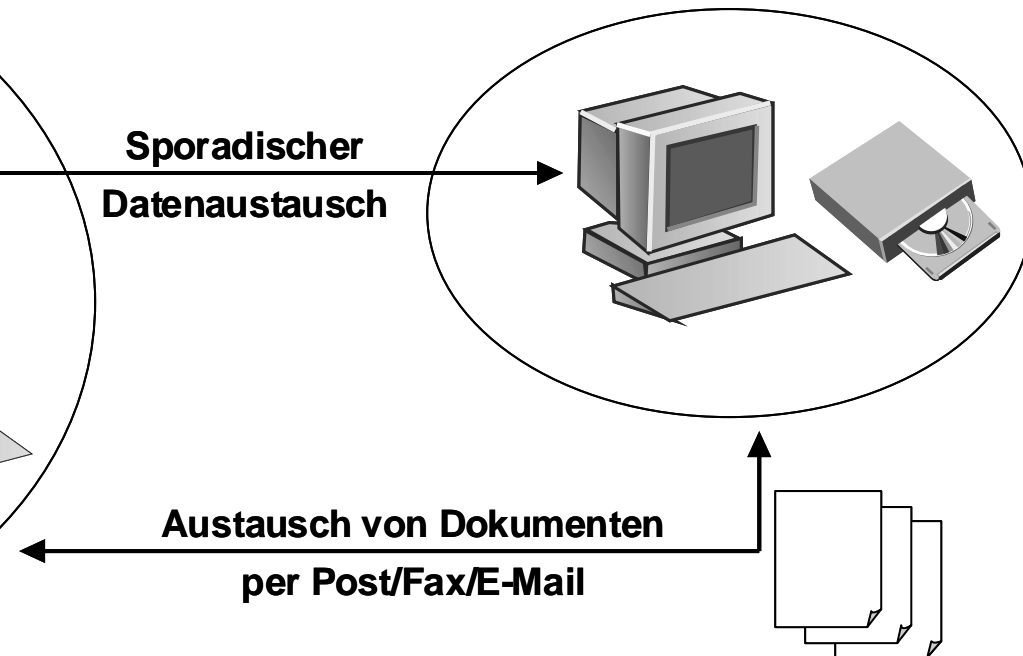 Sporadischer
Datenaustausch
Austausch von Dokumenten
per Post/Fax/E-Mail